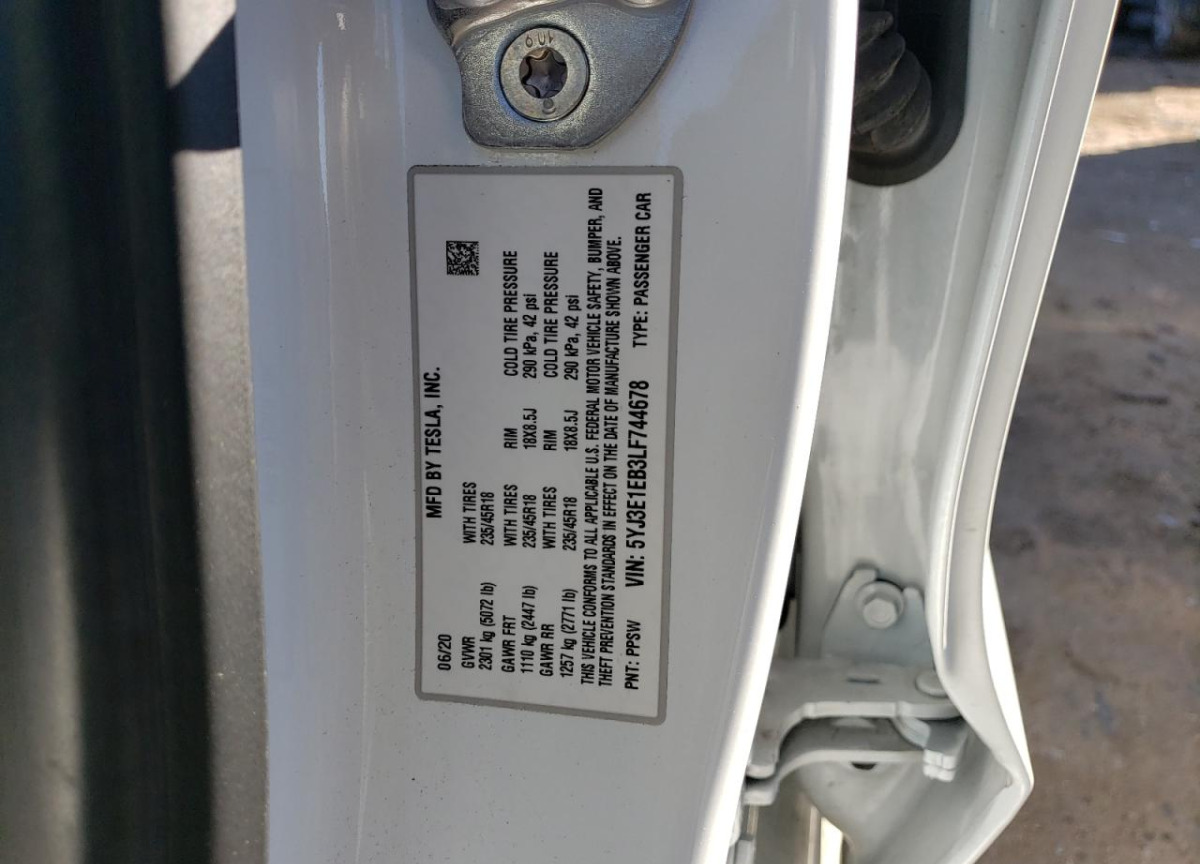 MFD BY TESLA, INC.
06/20
GVWR WITH TIRES
2301 kg (5072 lb) 235/45R18
GAWR FRT WITH TIRES RIM COLD TIRE PRESSURE
1110 kg (2447 lb) 235/45R18 18X8.5J 290 kPa, 42 psi
GAWR RR WITH TIRES RIM COLD TIRE PRESSURE
1257 kg (2771 lb) 235/45R18 18X8.5J 290 kPa, 42 psi
THIS VEHICLE CONFORMS TO ALL APPLICABLE U.S. FEDERAL MOTOR VEHICLE SAFETY, BUMPER, AND
THEFT PREVENTION STANDARDS IN EFFECT ON THE DATE OF MANUFACTURE SHOWN ABOVE.
PNT: PPSW VIN: 5YJ3E1EB3LF744678 TYPE: PASSENGER CAR